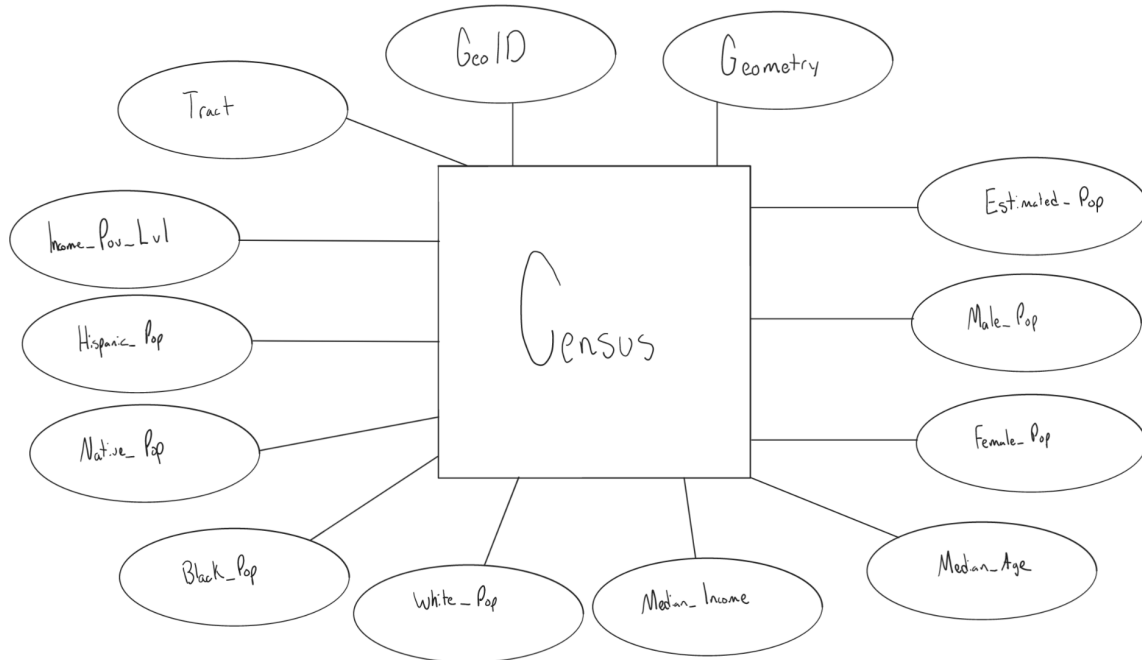 GeoID
Geometry
Tract
Estimated_Pop
Income_Pov_Lvl
Male_Pop
Hispanic_Pop
Census
Native_Pop
Female_Pop
Black_Pop
White_Pop
Median_Income
Median_Age